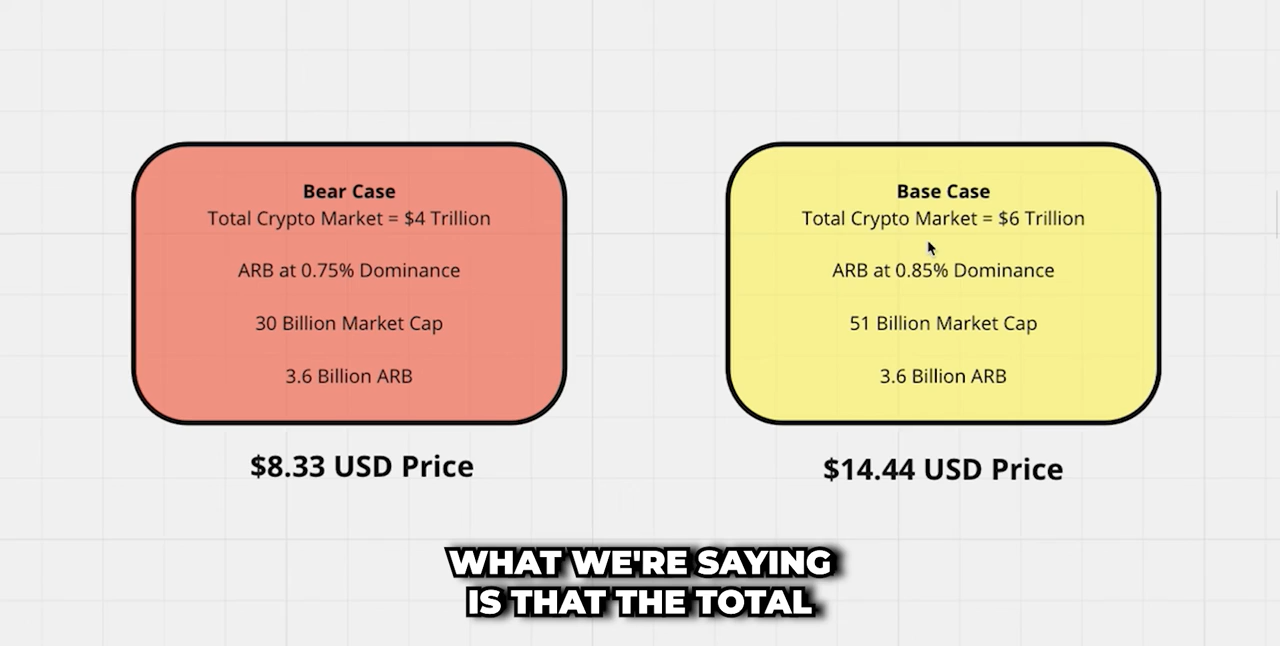 Bear Case
Total Crypto Market = $4 Trillion
ARB at 0.75% Dominance
30 Billion Market Cap
3.6 Billion ARB
$8.33 USD Price
Base Case
Total Crypto Market = $6 Trillion
ARB at 0.85% Dominance
51 Billion Market Cap
3.6 Billion ARB
$14.44 USD Price
WHAT WE'RE SAYING
IS THAT THE TOTAL